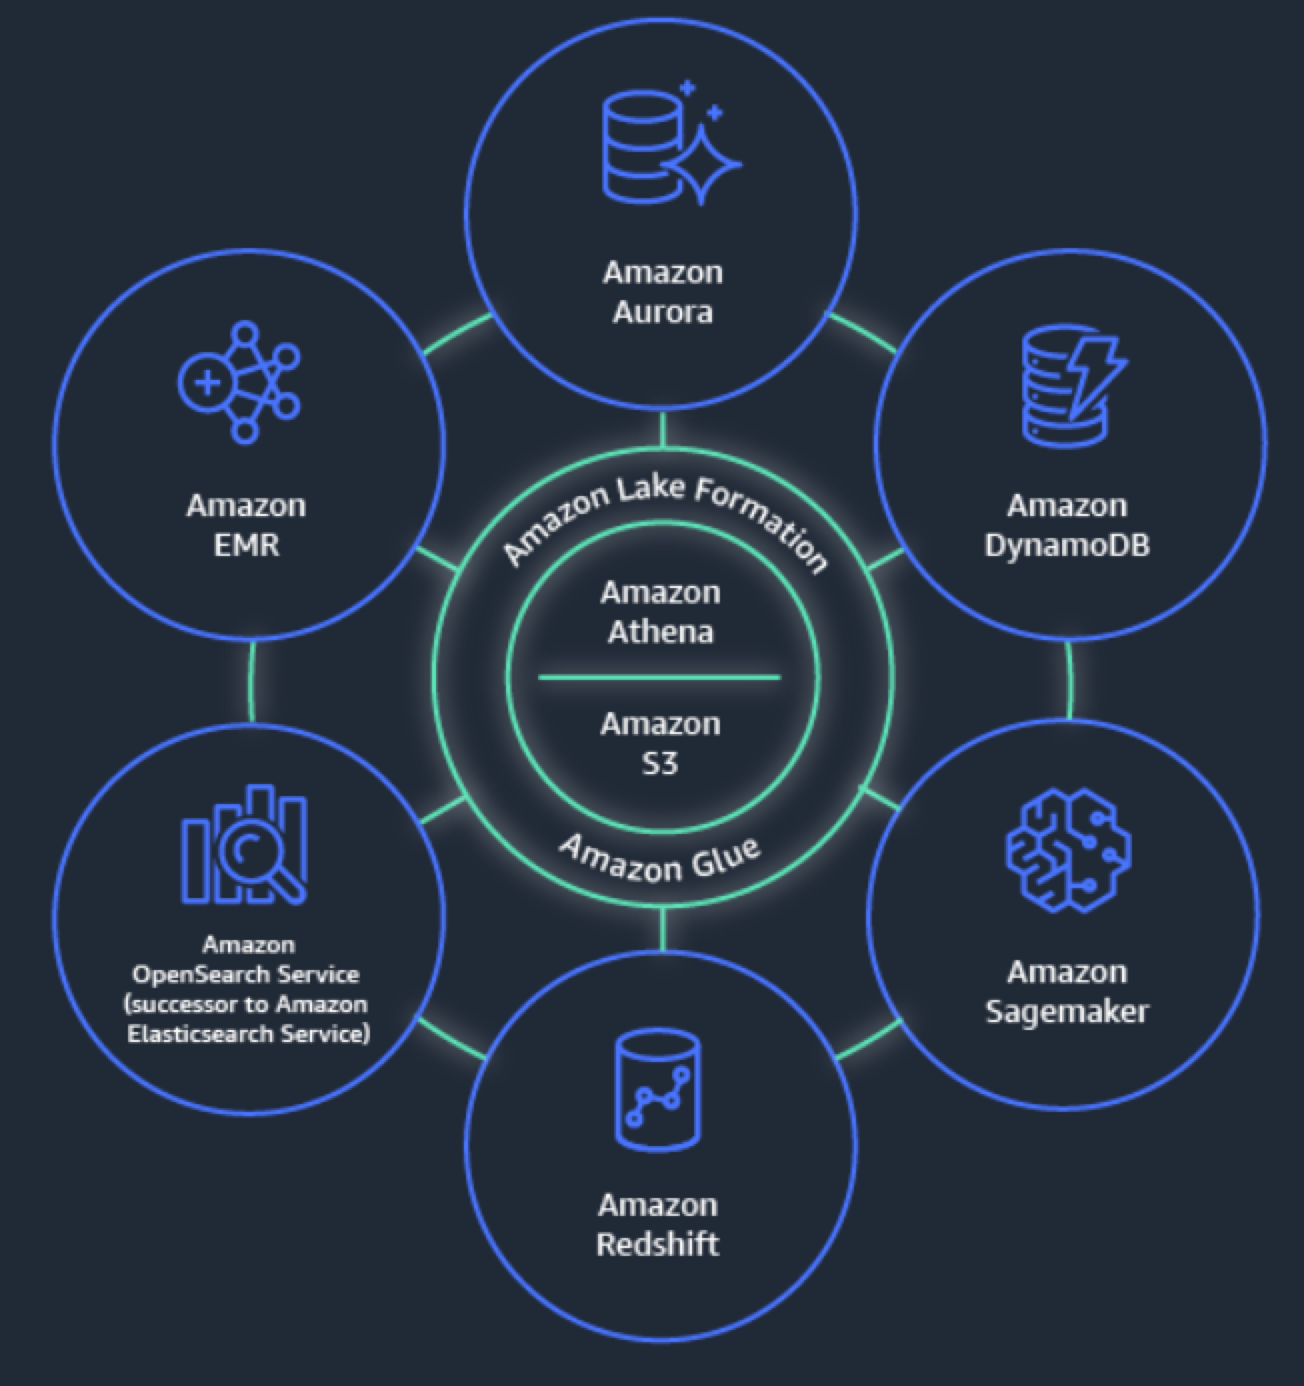 Amazon
Aurora
Amazon
EMR
Amazon
DynamoDB
Amazon Lake Formation
Amazon
Athena
Amazon
S3
Amazon Glue
Amazon
OpenSearch Service
(successor to Amazon
Elasticsearch Service)
Amazon
Sagemaker
Amazon
Redshift